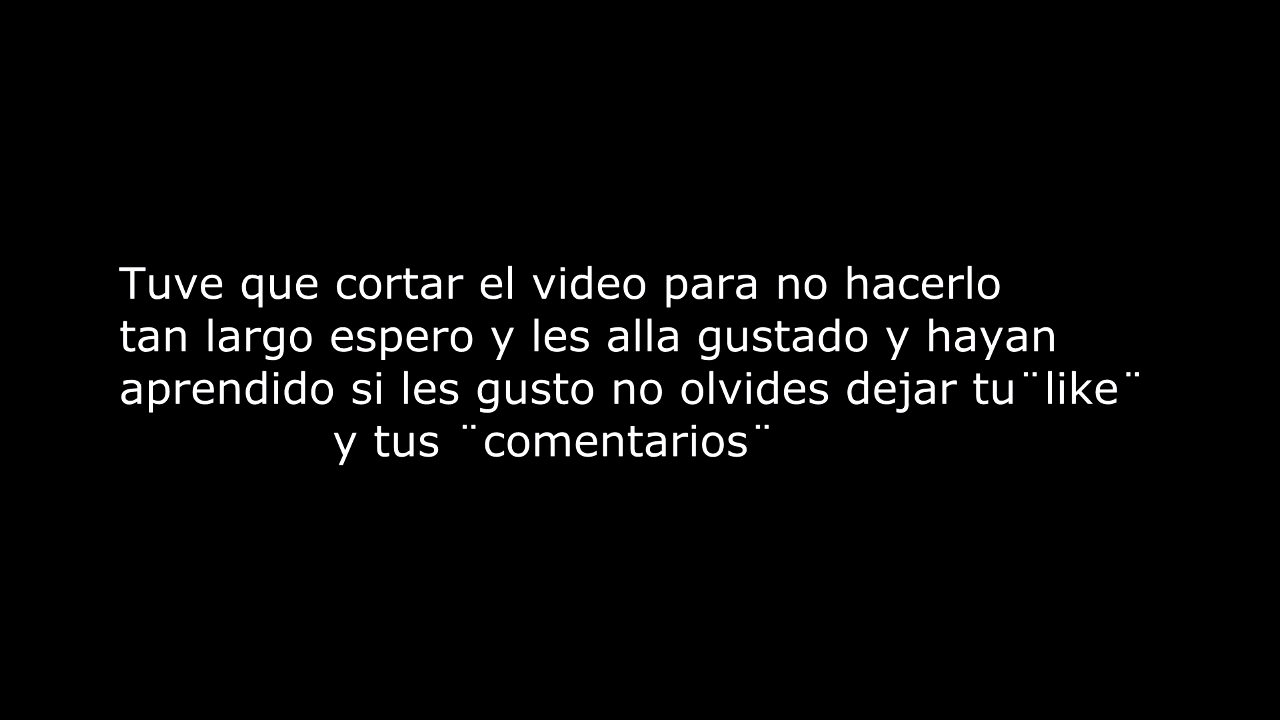 Tuve que cortar el video para no hacerlo
tan largo espero y les alla gustado y hayan
aprendido si les gusto no olvides dejar tu¨like¨
y tus ¨comentarios¨